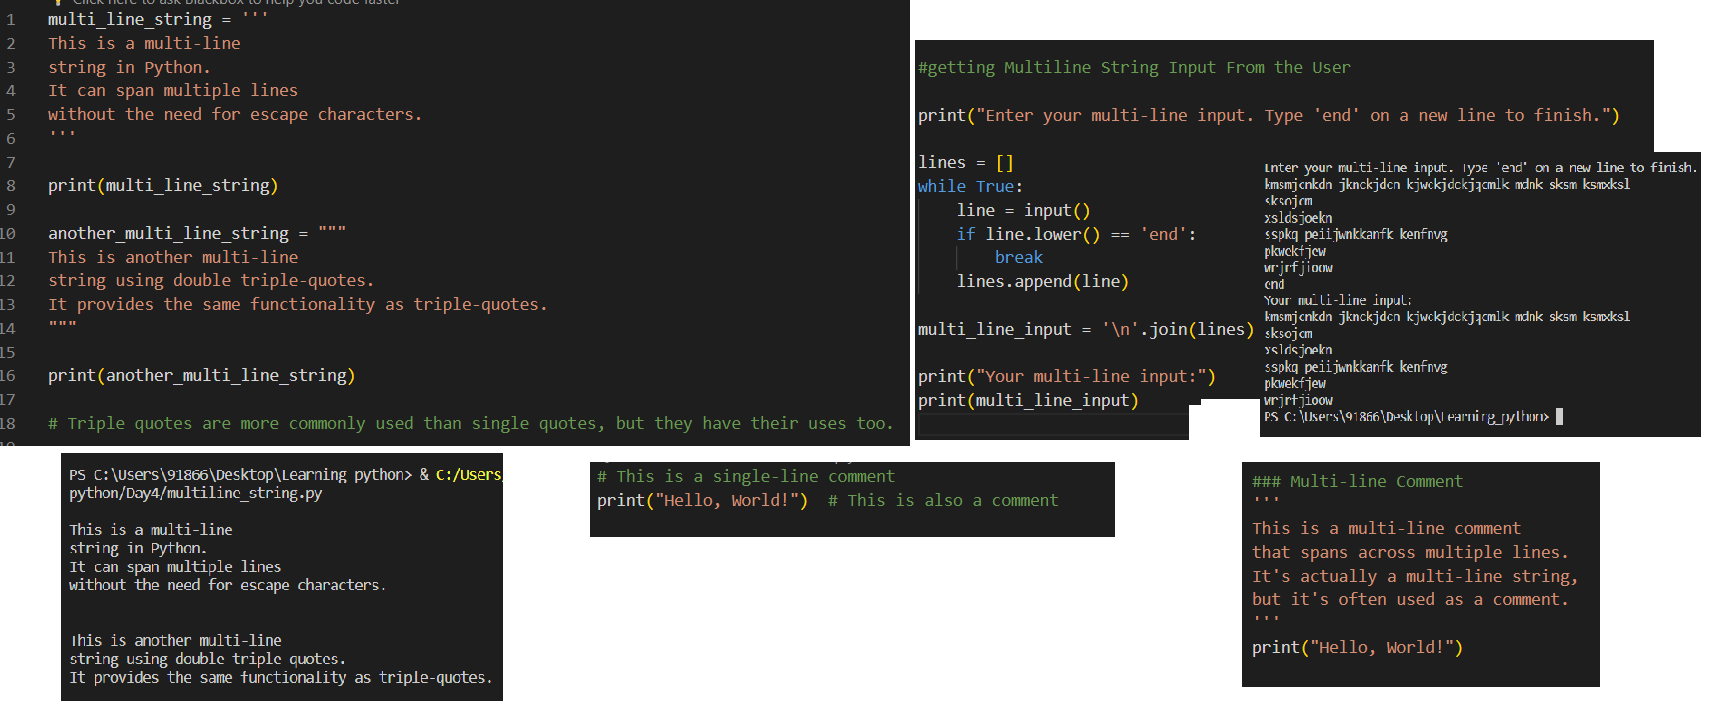 Click here to ask Blackbox to help you code faster
1 multi_line_string = '''
2 This is a multi-line
3 string in Python.
4 It can span multiple lines
5 without the need for escape characters.
6 '''
7
8 print(multi_line_string)
9
10 another_multi_line_string = """
11 This is another multi-line
12 string using double triple-quotes.
13 It provides the same functionality as triple-quotes.
14 """
15
16 print(another_multi_line_string)
17
18 # Triple quotes are more commonly used than single quotes, but they have their uses too.
#getting Multiline String Input From the User
print("Enter your multi-line input. Type 'end' on a new line to finish.")
lines = []
while True:
line = input()
if line.lower() == 'end':
break
lines.append(line)
multi_line_input = '\n'.join(lines)
print("Your multi-line input:")
print(multi_line_input)
Enter your multi-line input. Type 'end' on a new line to finish.
kmsmjcnkdn jknckjdcn kjwckjdckjqcmlk mdnk sksm ksmxksl
sksojcm
xsldsjoekn
sspkq peiijwnkkanfk kenfnvg
pkwekfjew
wrjrfjioow
end
Your multi-line input:
kmsmjcnkdn jknckjdcn kjwckjdckjqcmlk mdnk sksm ksmxksl
sksojcm
xsldsjoekn
sspkq peiijwnkkanfk kenfnvg
pkwekfjew
wrjrfjioow
PS C:\Users\91866\Desktop\Learning_python>
PS C:\Users\91866\Desktop\Learning python> & C:/Users
python/Day4/multiline_string.py
This is a multi-line
string in Python.
It can span multiple lines
without the need for escape characters.
This is another multi-line
string using double triple quotes.
It provides the same functionality as triple-quotes.
# This is a single-line comment
print("Hello, World!") # This is also a comment
### Multi-line Comment
'''
This is a multi-line comment
that spans across multiple lines.
It's actually a multi-line string,
but it's often used as a comment.
'''
print("Hello, World!")